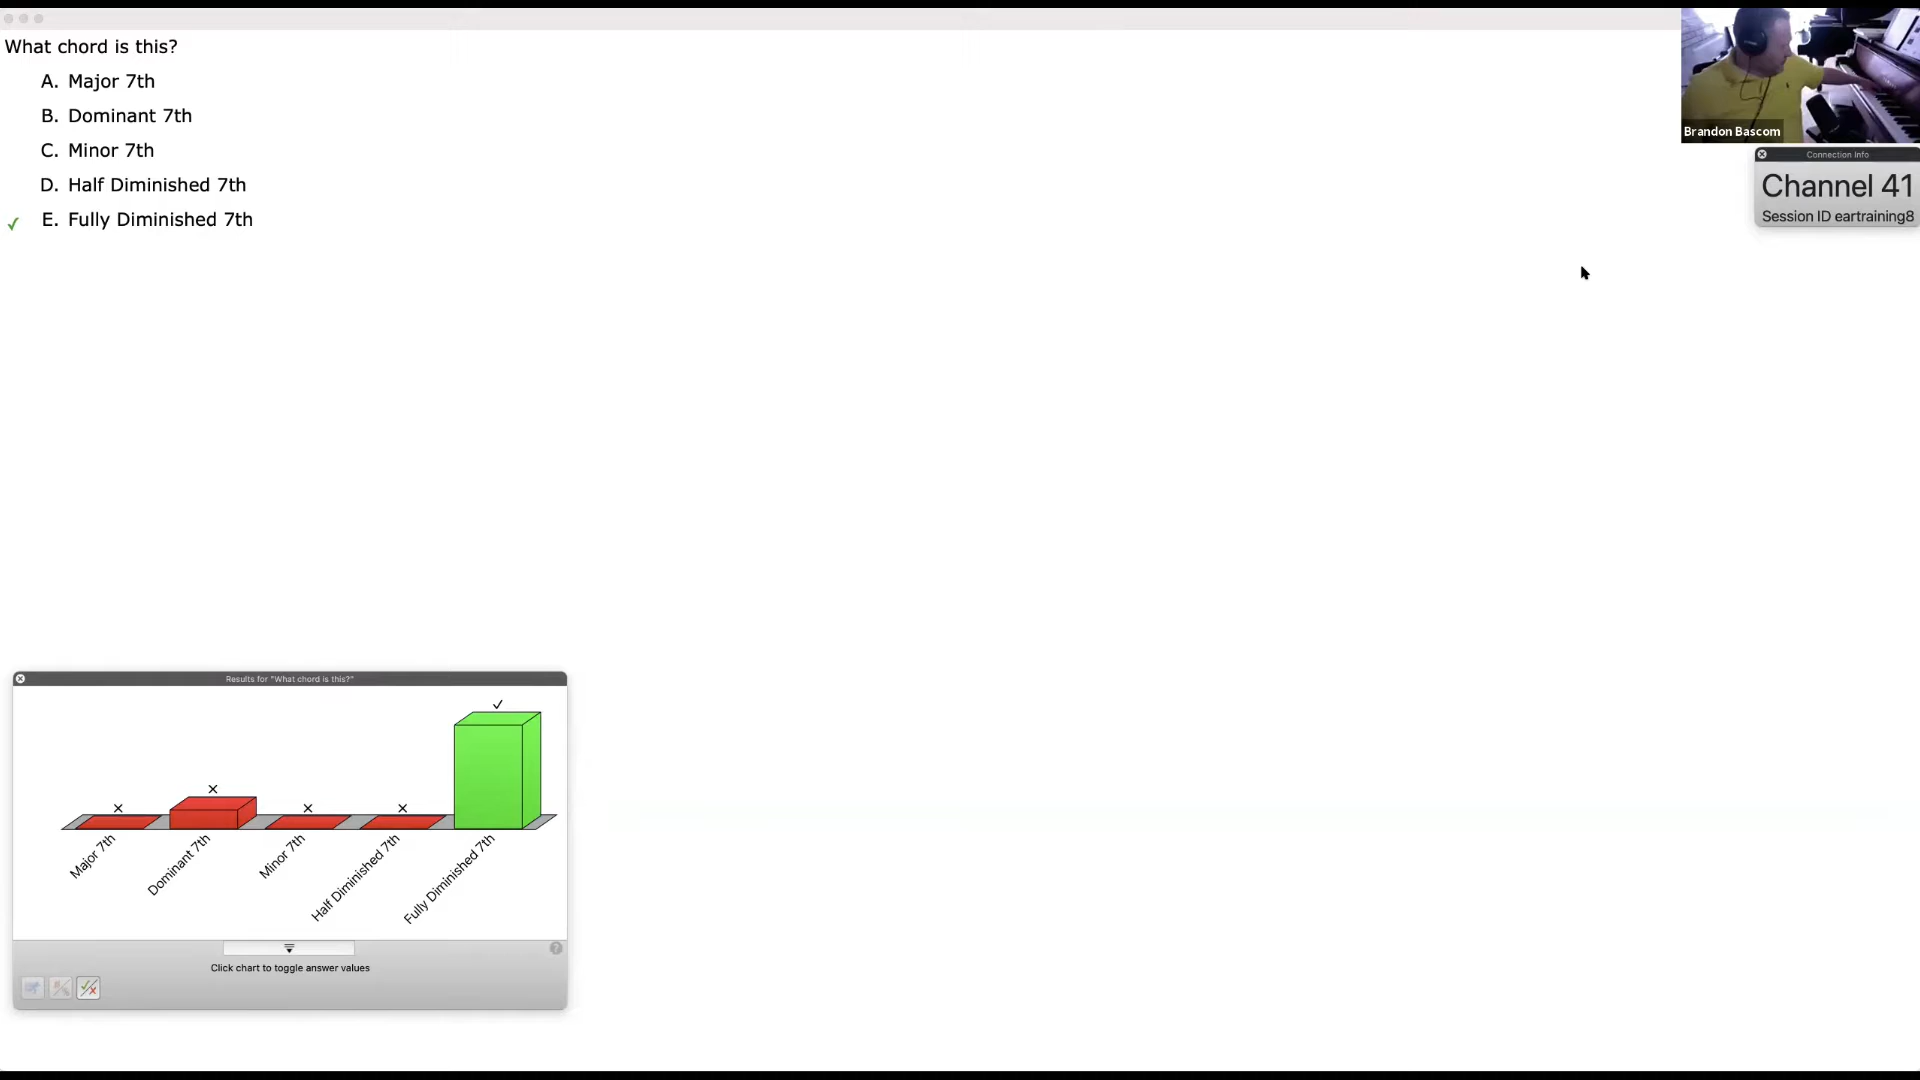 What chord is this?
A. Major 7th
B. Dominant 7th
C. Minor 7th
D. Half Diminished 7th
✓ E. Fully Diminished 7th
Brandon Bascom
Connection Info
Channel 41
Session ID eartraining8
Results for "What chord is this?"
Major 7th
Dominant 7th
Minor 7th
Half Diminished 7th
Fully Diminished 7th
Click chart to toggle answer values